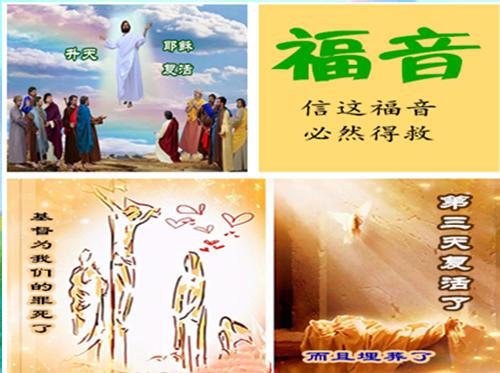 升天
耶稣
复活
福音
信这福音
必然得救
基督为我们的罪死了
第三天复活了
而且埋葬了